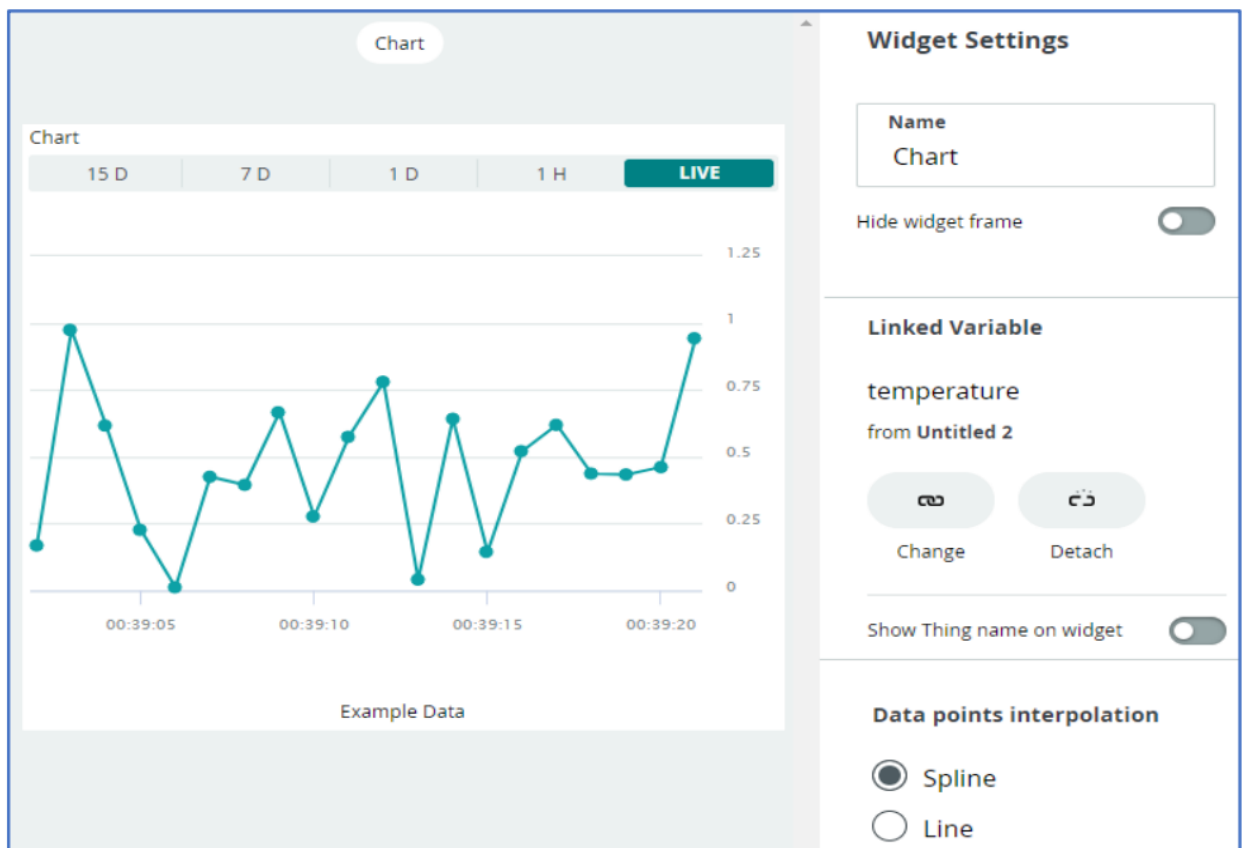 Chart
Chart
15 D 7 D 1 D 1 H LIVE
1.25
1
0.75
0.5
0.25
0
00:39:05 00:39:10 00:39:15 00:39:20
Example Data
Widget Settings
Name
Chart
Hide widget frame
Linked Variable
temperature
from Untitled 2
Change Detach
Show Thing name on widget
Data points interpolation
Spline
Line